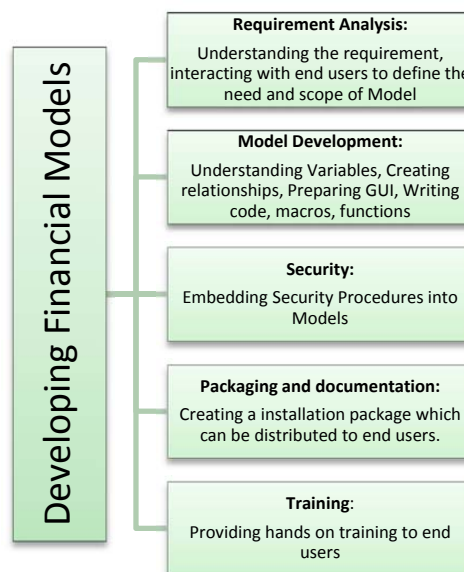 Developing Financial Models
Requirement Analysis:
Understanding the requirement,
interacting with end users to define the
need and scope of Model
Model Development:
Understanding Variables, Creating
relationships, Preparing GUI, Writing
code, macros, functions
Security:
Embedding Security Procedures into
Models
Packaging and documentation:
Creating a installation package which
can be distributed to end users.
Training:
Providing hands on training to end
users